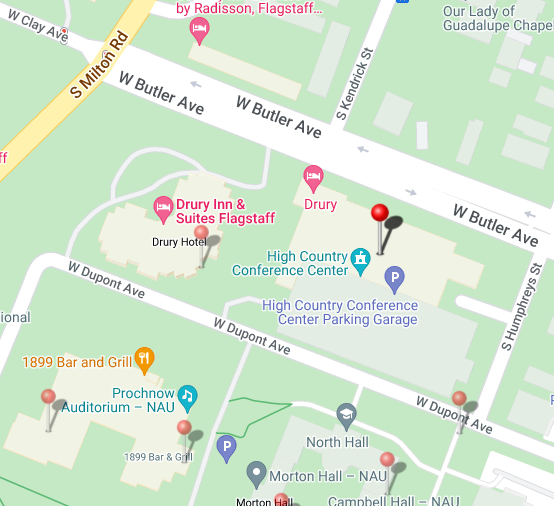 by Radisson, Flagstaff...
Our Lady of
Guadalupe Chapel
W Clay Ave
S Milton Rd
S Kendrick St
W Butler Ave
W Butler Ave
ff
Drury
Drury Inn &
Suites Flagstaff
Drury Hotel
W Butler Ave
High Country
Conference Center
P
High Country Conference
Center Parking Garage
W Dupont Ave
S Humphreys St
ional
W Dupont Ave
1899 Bar and Grill
Prochnow
Auditorium – NAU
W Dupont Ave
North Hall
1899 Bar & Grill
P
Morton Hall – NAU
Morton Hall
Campbell Hall – NAU